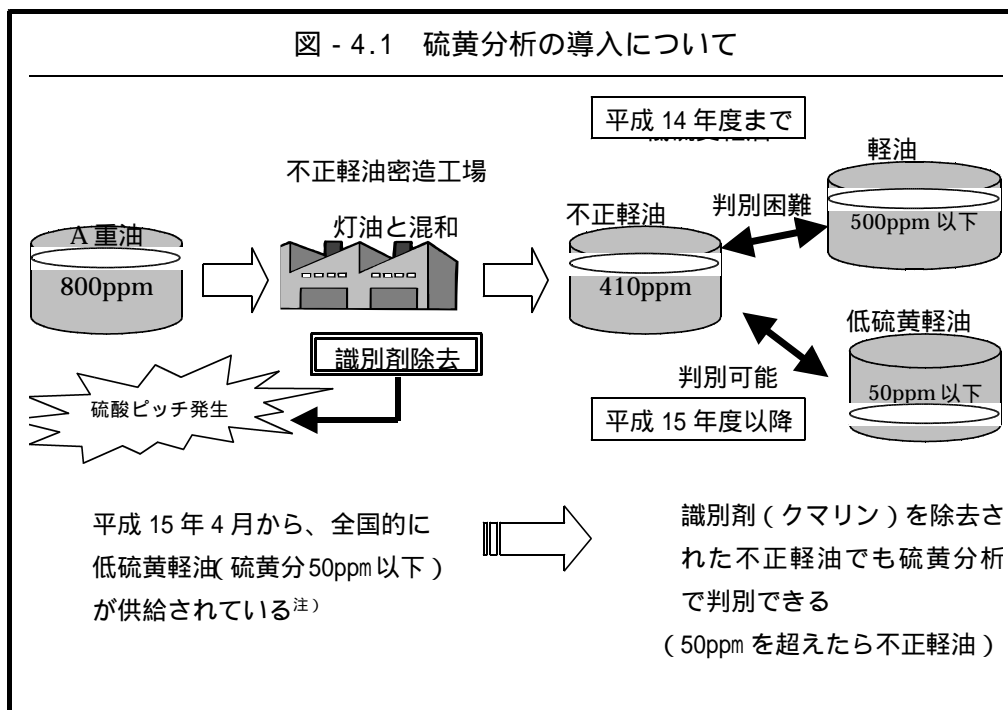 図 - 4.1 硫黄分析の導入について
平成 14 年度まで
軽油
不正軽油密造工場
灯油と混和
不正軽油
判別困難
500ppm 以下
A 重油
800ppm
410ppm
低硫黄軽油
識別剤除去
判別可能
50ppm 以下
硫酸ピッチ発生
平成 15 年度以降
平成 15 年 4 月から、全国的に
低硫黄軽油(硫黄分50ppm 以下)
が供給されている注)
識別剤(クマリン)を除去さ
れた不正軽油でも硫黄分析
で判別できる
(50ppm を超えたら不正軽油)